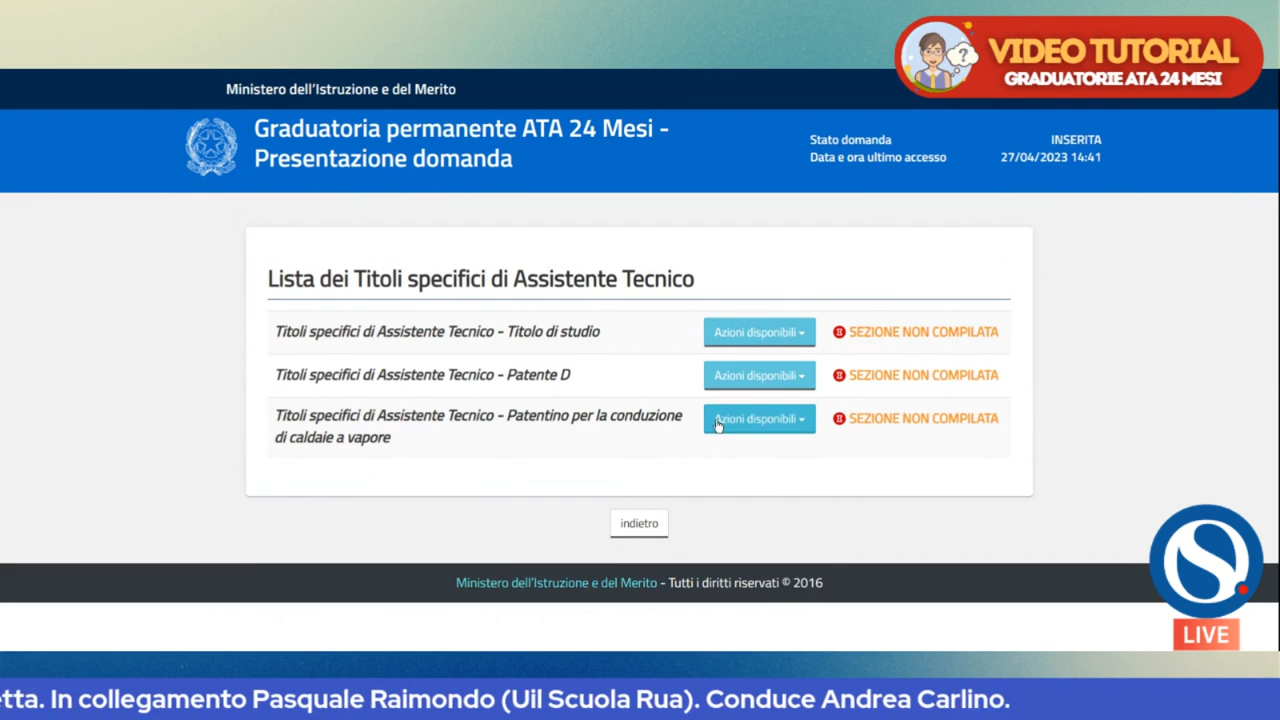 VIDEO TUTORIAL
GRADUATORIE ATA 24 MESI
Ministero dell'Istruzione e del Merito
Graduatoria permanente ATA 24 Mesi -
Presentazione domanda
Stato domanda INSERITA
Data e ora ultimo accesso 27/04/2023 14:41
Lista dei Titoli specifici di Assistente Tecnico
Titoli specifici di Assistente Tecnico - Titolo di studio Azioni disponibili SEZIONE NON COMPILATA
Titoli specifici di Assistente Tecnico - Patente D Azioni disponibili SEZIONE NON COMPILATA
Titoli specifici di Assistente Tecnico - Patentino per la conduzione
di caldaie a vapore Azioni disponibili SEZIONE NON COMPILATA
indietro
Ministero dell'Istruzione e del Merito - Tutti i diritti riservati © 2016
S
LIVE
etta. In collegamento Pasquale Raimondo (Uil Scuola Rua). Conduce Andrea Carlino.